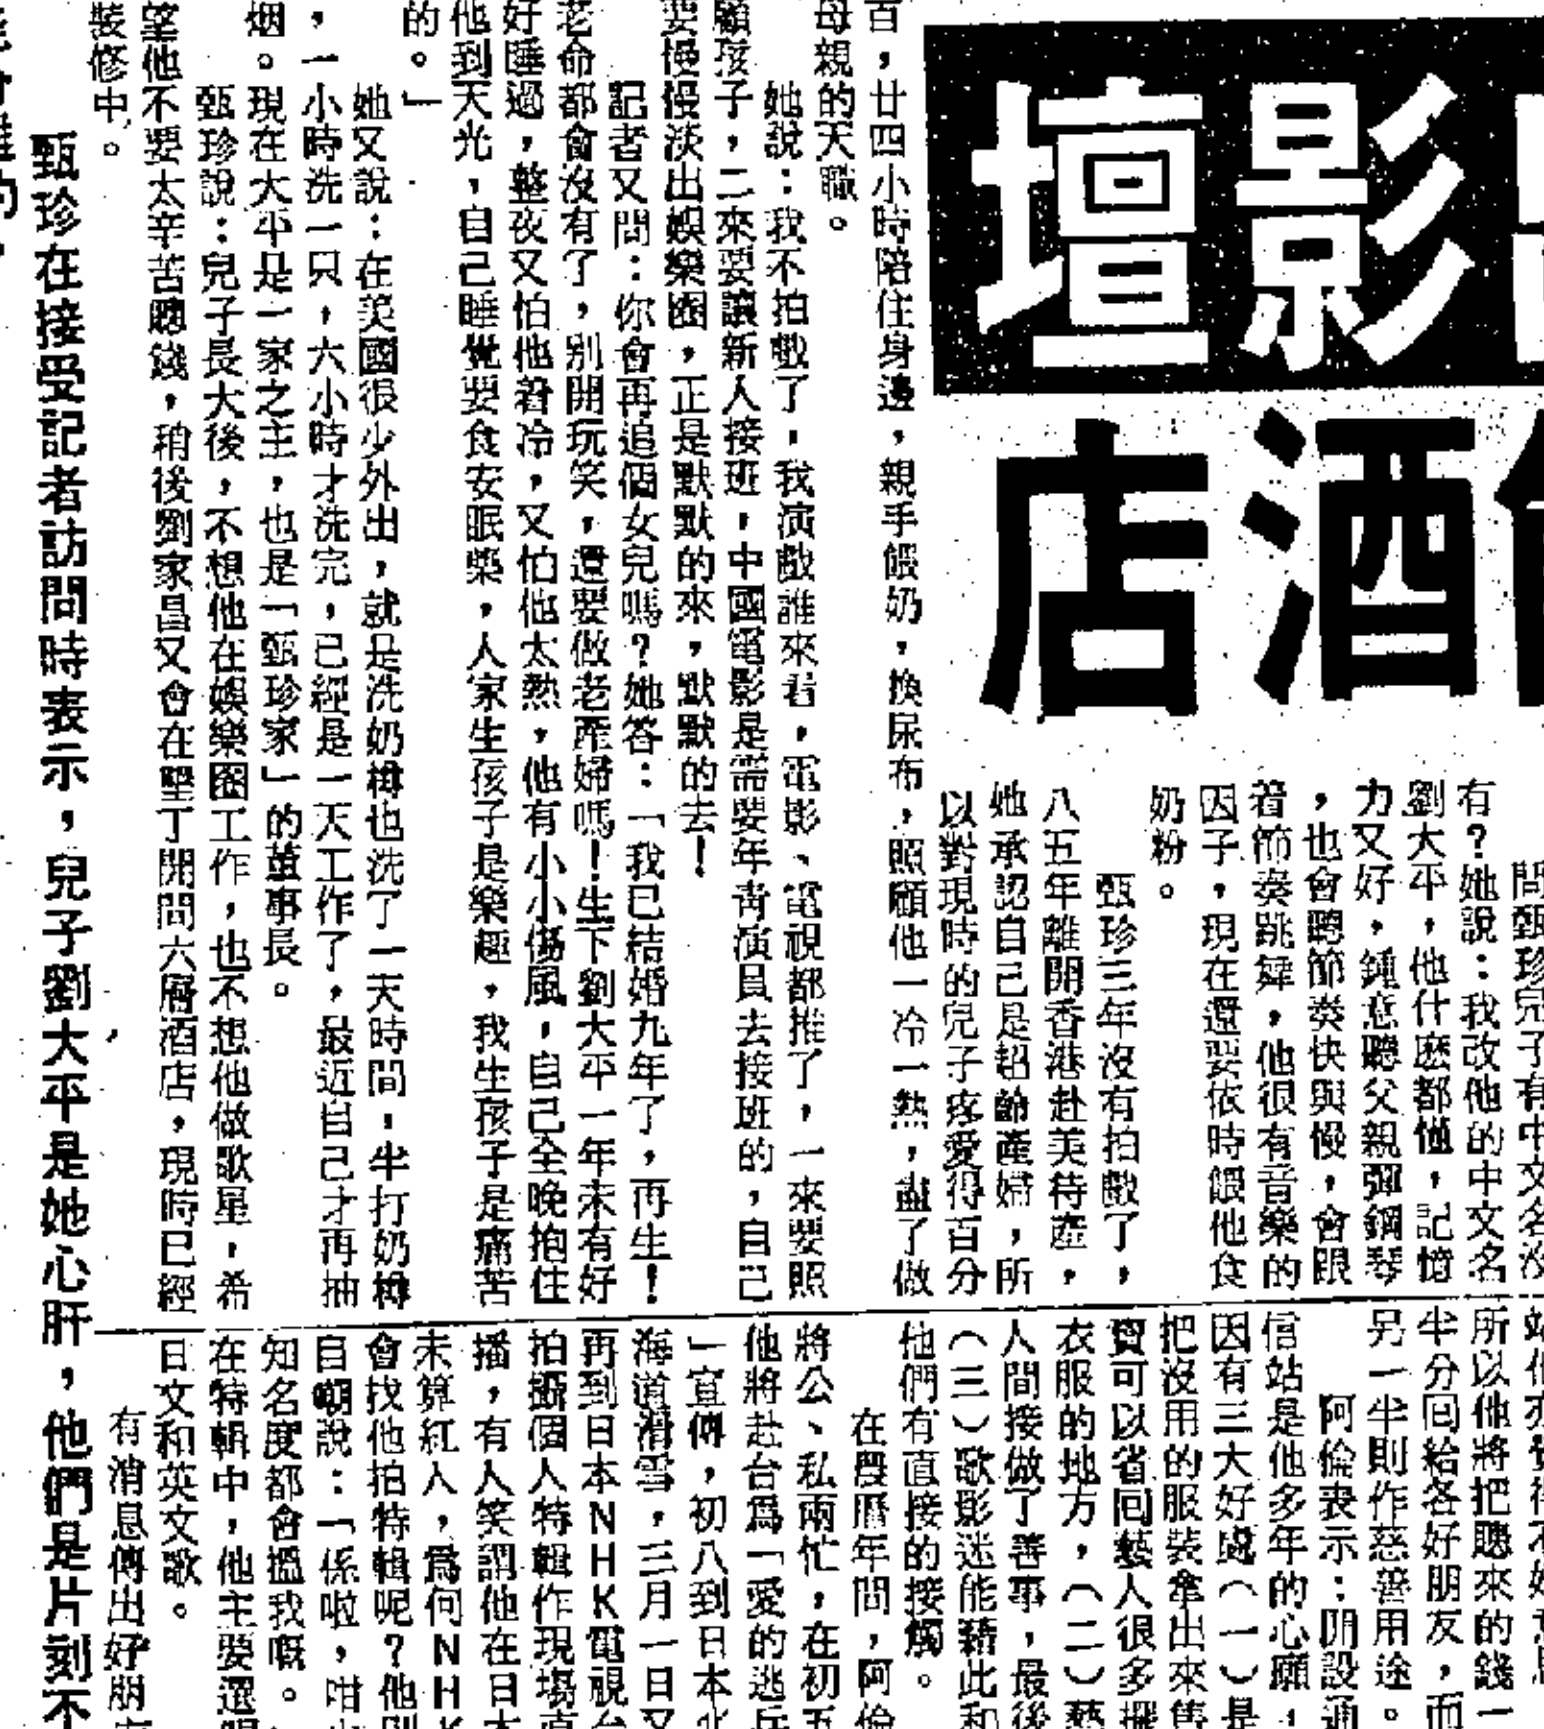 影壇
酒店
問甄珍兒子有中文名沒
有？她說：我改他的中文名
劉大平，他什麽都懂，記憶
力又好，鍾意聽父親彈鋼琴
，也會聽節奏快與慢，會跟
着節奏跳舞，他很有音樂的
因子，現在還要依時餵他食
奶粉。
甄珍三年沒有拍戲了，
八五年離開香港赴美待產，
她承認自己是超齡產婦，所
以對現時的兒子疼愛得百分
百，廿四小時陪住身邊，親手餵奶，換尿布，照顧他一冷一熱，盡了做
母親的天職。
她說：我不拍戲了，我演戲誰來看，電影、電視都推了，一來要照
顧孩子，二來要讓新人接班，中國電影是需要年青演員去接班的，自己
要慢慢淡出娛樂圈，正是默默的來，默默的去！
記者又問：你會再追個女兒嗎？她答：「我已結婚九年了，再生！
老命都會沒有了，別開玩笑，還要做老產婦嗎！生下劉大平一年未有好
好睡過，整夜又怕他着冷，又怕他太熱，他有小小傷風，自己全晚抱住
他到天光，自己睡覺要食安眠藥，人家生孩子是樂趣，我生孩子是痛苦
的。」
她又說：在美國很少外出，就是洗奶樽也洗了一天時間，半打奶樽
，一小時洗一只，六小時才洗完，已經是一天工作了，最近自己才再抽
烟。現在大平是一家之主，也是「甄珍家」的董事長。
甄珍說：兒子長大後，不想他在娛樂圈工作，也不想他做歌星，希
望他不要太辛苦聽錢，稍後劉家昌又會在墾丁開間六層酒店，現時已經
裝修中。
甄珍在接受記者訪問時表示，兒子劉大平是她心肝，他們是片刻不
所以他將把聽來的錢一
半分回給各好朋友，而
另一半則作慈善用途。
阿倫表示：開設通
信站是他多年的心願，
因有三大好處（一）是
把沒用的服裝拿出來售
賣可以省回藝人很多擺
衣服的地方，（二）藝
人間接做了善事，最後
（三）歌影迷能藉此和
他們有直接的接觸。
在農曆年間，阿倫
將公、私兩忙，在初五
他將赴台爲「愛的逃兵
」宣傳，初八到日本北
海道滑雪，三月一日又
再到日本NHK電視台
拍攝個人特輯作現場直
播，有人笑謂他在日本
未算紅人，爲何NHK
會找他拍特輯呢？他則
自嘲說：「係啦，咁
知名度都會搵我嘅。
在特輯中，他主要選唱
日文和英文歌。
有消息傳出好朋